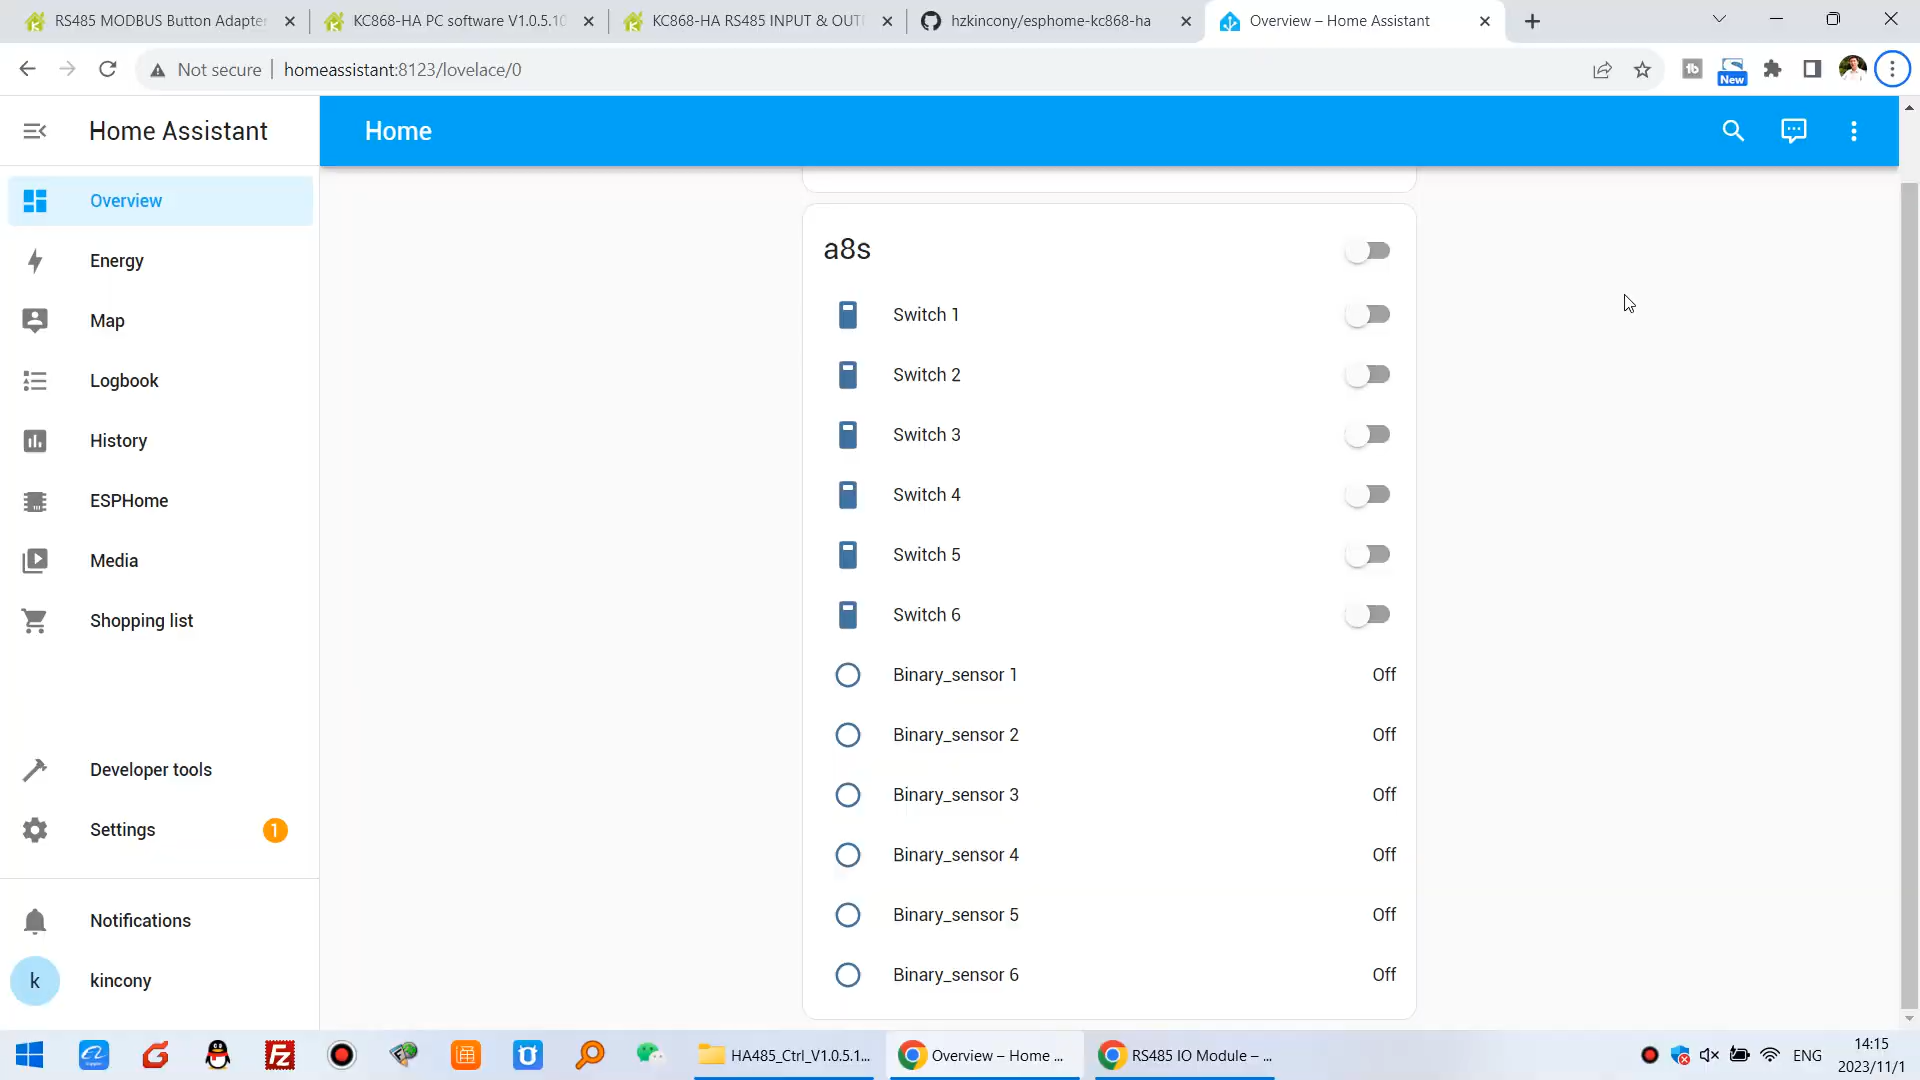 RS485 MODBUS Button Adapter
KC868-HA PC software V1.0.5.10
KC868-HA RS485 INPUT & OUT
hzkincony/esphome-kc868-ha
Overview – Home Assistant
Not secure
homeassistant:8123/lovelace/0
New
Home Assistant
Home
Overview
Energy
Map
Logbook
History
ESPHome
Media
Shopping list
Developer tools
Settings
1
Notifications
k
kincony
a8s
Switch 1
Switch 2
Switch 3
Switch 4
Switch 5
Switch 6
Binary_sensor 1 Off
Binary_sensor 2 Off
Binary_sensor 3 Off
Binary_sensor 4 Off
Binary_sensor 5 Off
Binary_sensor 6 Off
HA485_Ctrl_V1.0.5.1...
Overview – Home ...
RS485 IO Module – ...
ENG
14:15
2023/11/1